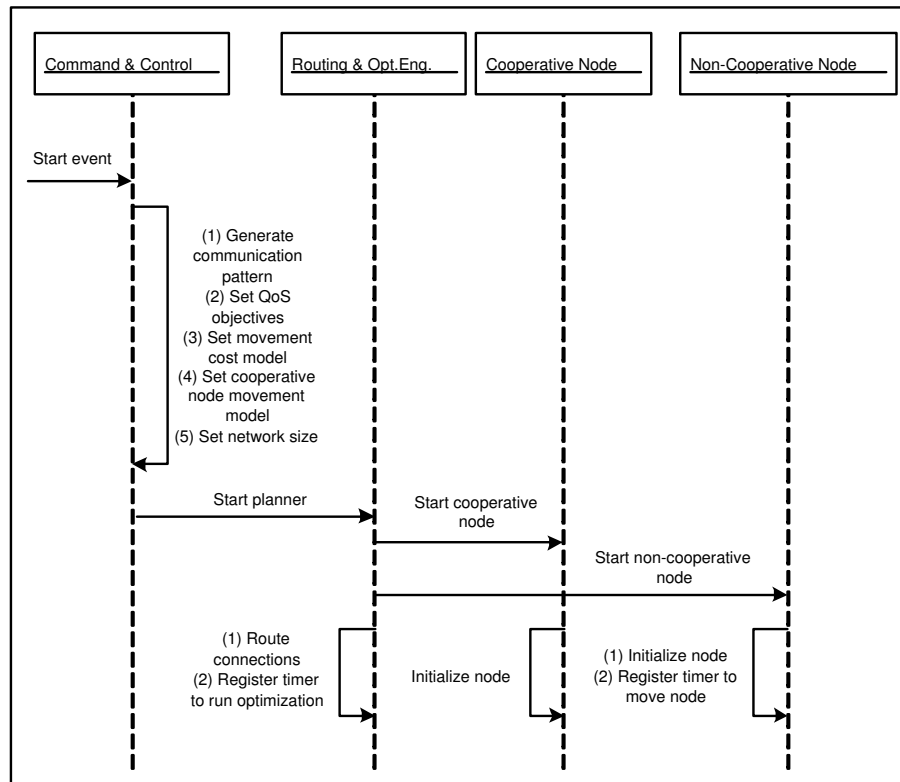 Command & Control
Routing & Opt.Eng.
Cooperative Node
Non-Cooperative Node
Start event
(1) Generate
communication
pattern
(2) Set QoS
objectives
(3) Set movement
cost model
(4) Set cooperative
node movement
model
(5) Set network size
Start planner
Start cooperative
node
Start non-cooperative
node
(1) Route
connections
(2) Register timer
to run optimization
Initialize node
(1) Initialize node
(2) Register timer to
move node